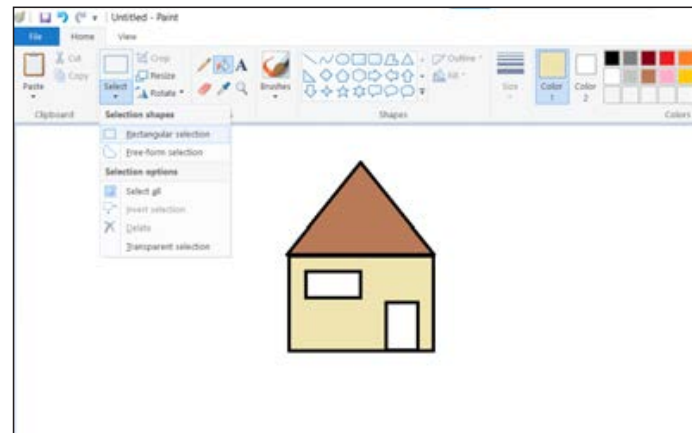 Untitled - Paint
File Home View
Paste
Cut
Copy
Clipboard
Select
Crop
Resize
Rotate
A
Brushes
Shapes
Outline
Fill
Size
Color 1
Color 2
Colors
Selection shapes
Rectangular selection
Free-form selection
Selection options
Select all
Invert selection
Delete
Transparent selection